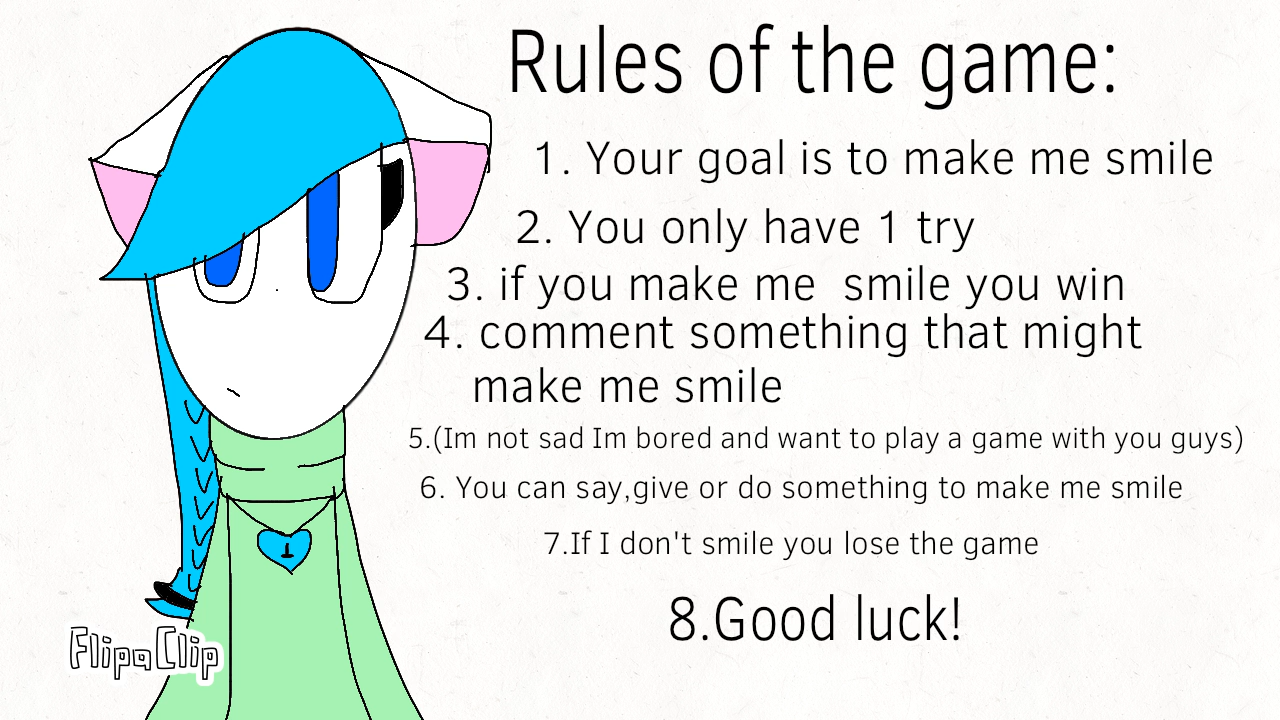 Rules of the game:
1. Your goal is to make me smile
2. You only have 1 try
3. if you make me  smile you win
4. comment something that might
make me smile
5.(Im not sad Im bored and want to play a game with you guys)
6. You can say,give or do something to make me smile
7.If I don't smile you lose the game
8.Good luck!
FlipaClip